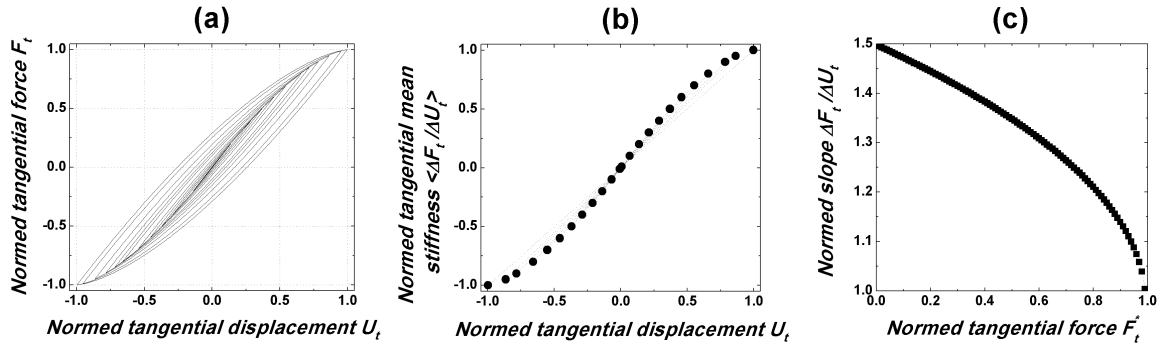 (a)
Normed tangential force F_t
1.0
0.5
0.0
-0.5
-1.0
-1.0 -0.5 0.0 0.5 1.0
Normed tangential displacement U_t
(b)
Normed tangential mean
stiffness <ΔF_t /ΔU_t>
1.0
0.5
0.0
-0.5
-1.0
-1.0 -0.5 0.0 0.5 1.0
Normed tangential displacement U_t
(c)
Normed slope ΔF_t /ΔU_t
1.5
1.4
1.3
1.2
1.1
1.0
0.0 0.2 0.4 0.6 0.8 1.0
Normed tangential force F_t^*